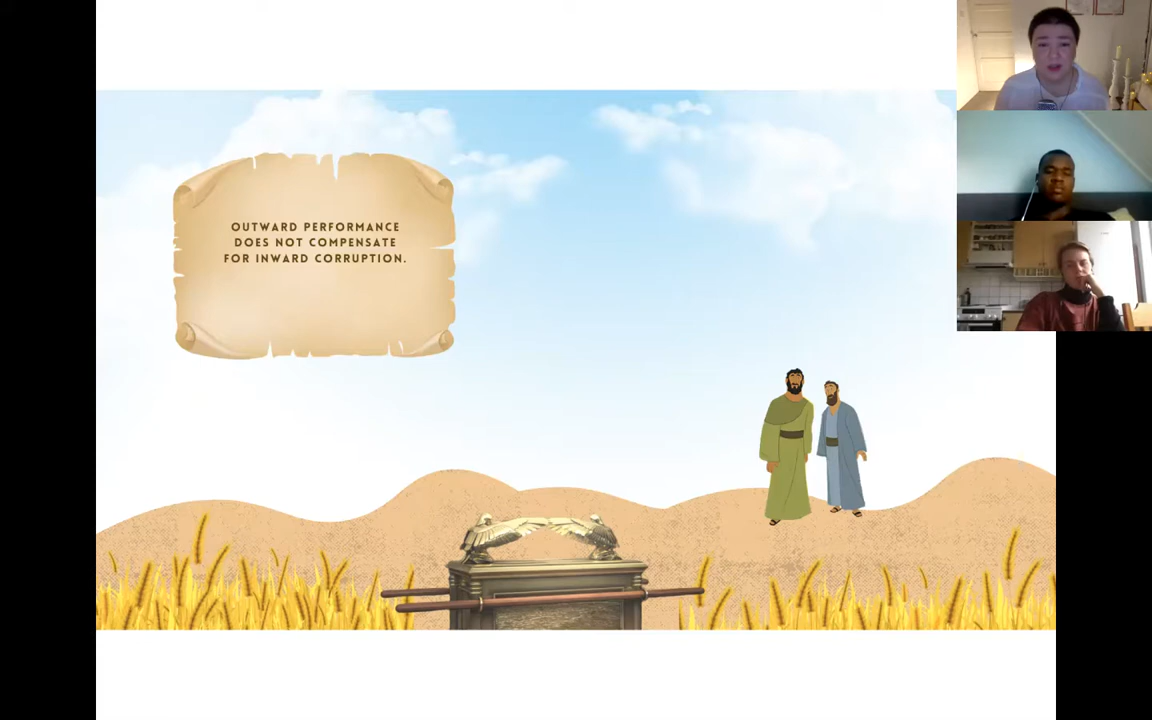 OUTWARD PERFORMANCE
DOES NOT COMPENSATE
FOR INWARD CORRUPTION.